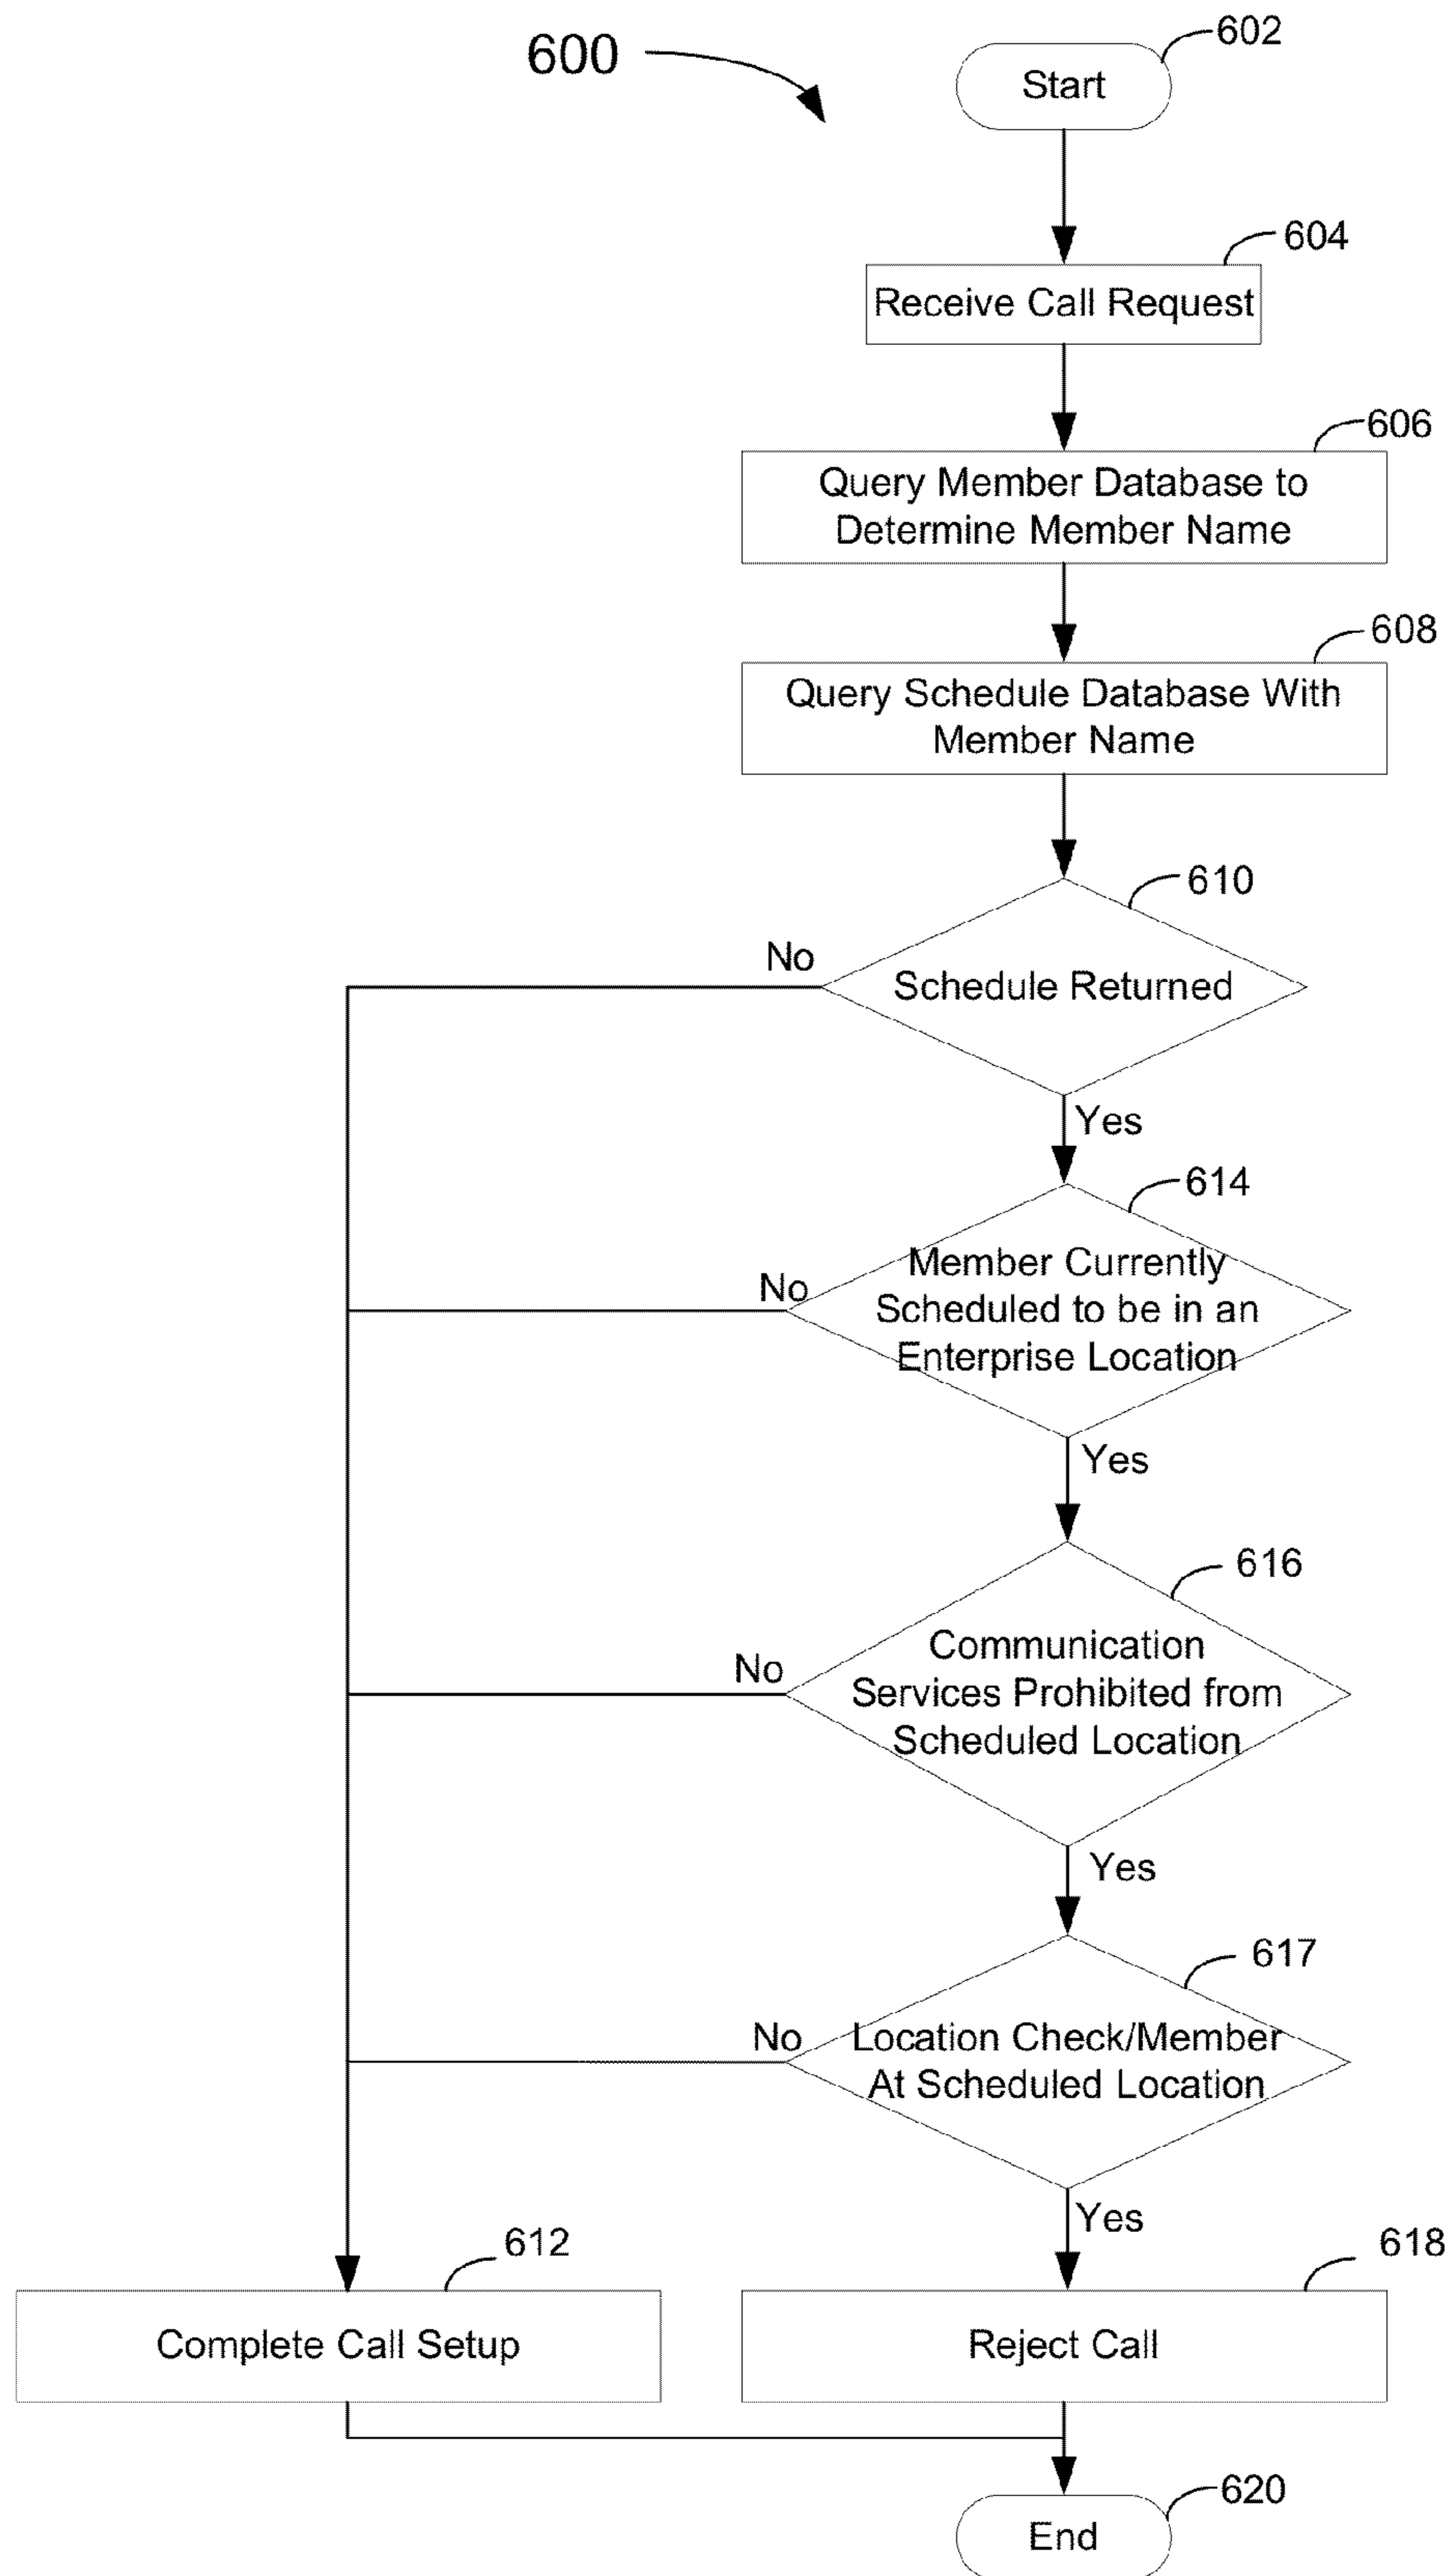 600
602
Start
604
Receive Call Request
606
Query Member Database to
Determine Member Name
608
Query Schedule Database With
Member Name
610
No
Schedule Returned
Yes
614
No
Member Currently
Scheduled to be in an
Enterprise Location
Yes
616
No
Communication
Services Prohibited from
Scheduled Location
Yes
617
No
Location Check/Member
At Scheduled Location
Yes
612
618
Complete Call Setup
Reject Call
620
End